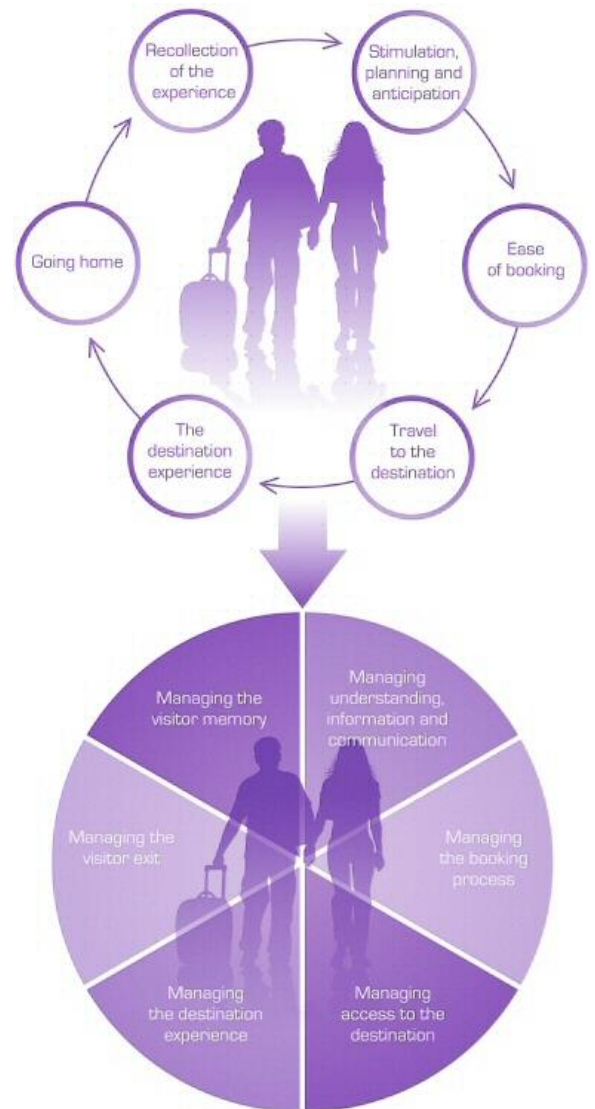 Recollection
of the
experience
Stimulation,
planning and
anticipation
Ease
of booking
Travel
to the
destination
The
destination
experience
Going home
Managing the
visitor memory
Managing
understanding,
information and
communication
Managing
the booking
process
Managing
access to the
destination
Managing
the destination
experience
Managing the
visitor exit